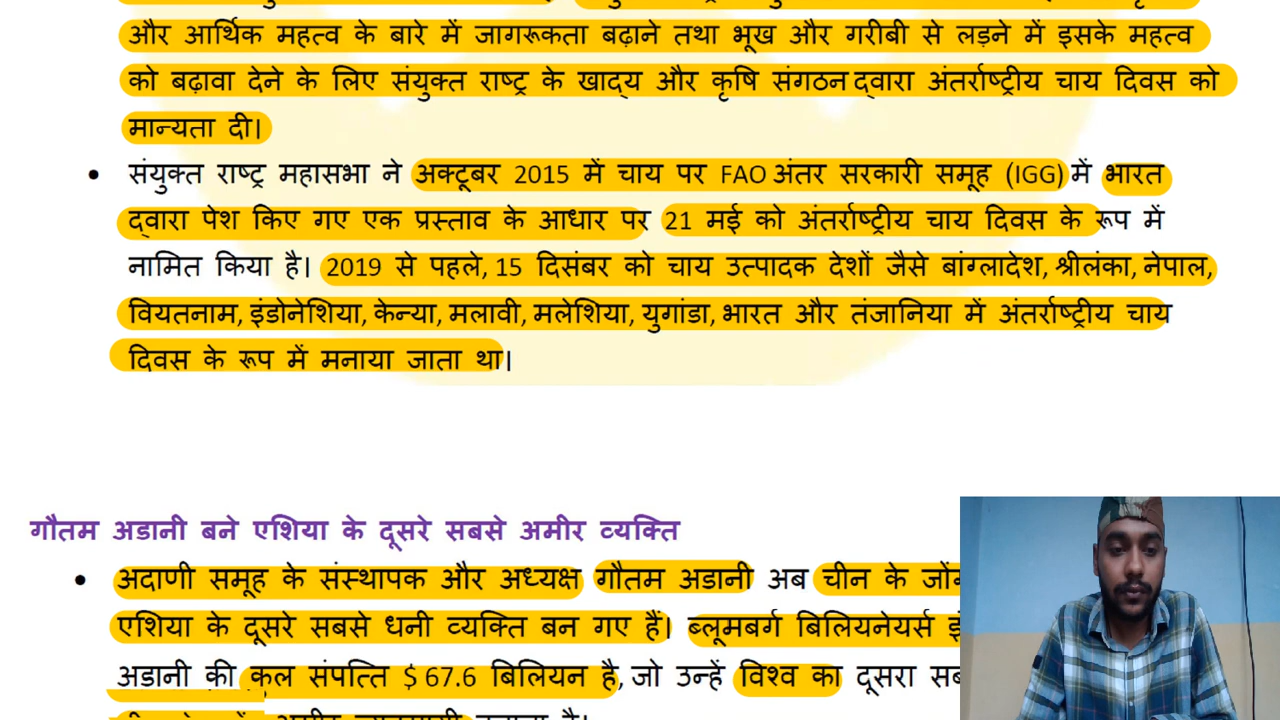 और आर्थिक महत्व के बारे में जागरूकता बढ़ाने तथा भूख और गरीबी से लड़ने में इसके महत्व
को बढ़ावा देने के लिए संयुक्त राष्ट्र के खाद्य और कृषि संगठन द्वारा अंतर्राष्ट्रीय चाय दिवस को
मान्यता दी।
• संयुक्त राष्ट्र महासभा ने अक्टूबर 2015 में चाय पर FAO अंतर सरकारी समूह (IGG) में भारत
द्वारा पेश किए गए एक प्रस्ताव के आधार पर 21 मई को अंतर्राष्ट्रीय चाय दिवस के रूप में
नामित किया है। 2019 से पहले, 15 दिसंबर को चाय उत्पादक देशों जैसे बांग्लादेश, श्रीलंका, नेपाल,
वियतनाम, इंडोनेशिया, केन्या, मलावी, मलेशिया, युगांडा, भारत और तंजानिया में अंतर्राष्ट्रीय चाय
दिवस के रूप में मनाया जाता था।
गौतम अडानी बने एशिया के दूसरे सबसे अमीर व्यक्ति
• अदाणी समूह के संस्थापक और अध्यक्ष गौतम अडानी अब चीन के
एशिया के दूसरे सबसे धनी व्यक्ति बन गए हैं। ब्लूमबर्ग बिलियनेयर्स
अडानी की कुल संपत्ति $ 67.6 बिलियन है, जो उन्हें विश्व का दूसरा